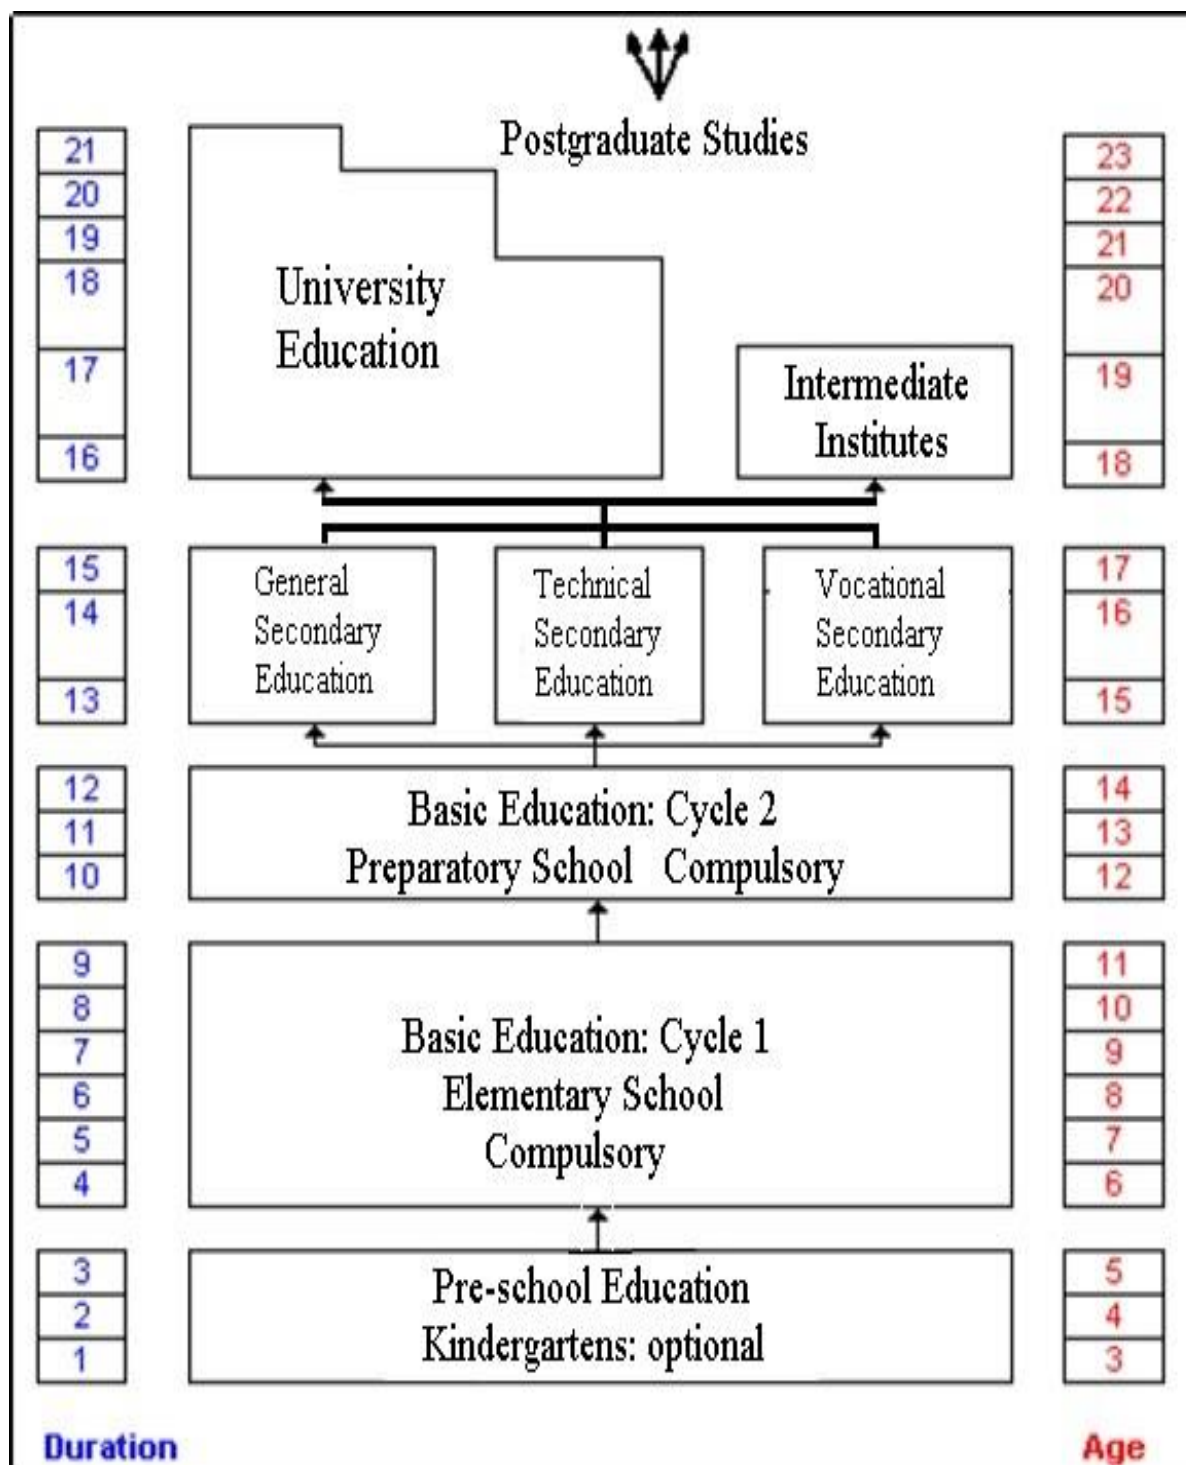 Postgraduate Studies
21
20
19
18
17
16
University
Education
Intermediate
Institutes
23
22
21
20
19
18
15
14
13
General
Secondary
Education
Technical
Secondary
Education
Vocational
Secondary
Education
17
16
15
12
11
10
Basic Education: Cycle 2
Preparatory School Compulsory
14
13
12
9
8
7
6
5
4
Basic Education: Cycle 1
Elementary School
Compulsory
11
10
9
8
7
6
3
2
1
Pre-school Education
Kindergartens: optional
5
4
3
Duration
Age